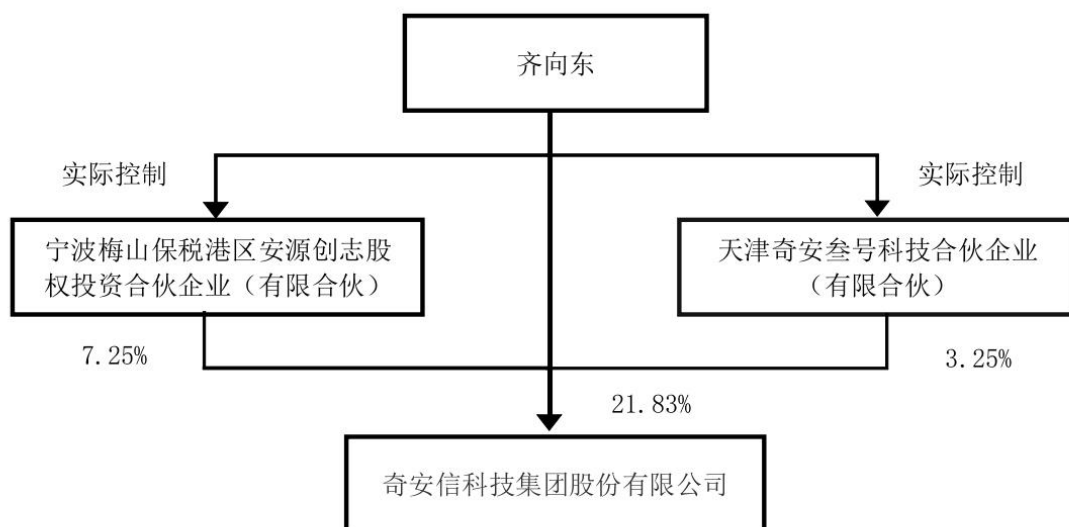 齐向东
实际控制
实际控制
宁波梅山保税港区安源创志股
权投资合伙企业（有限合伙）
天津奇安叁号科技合伙企业
（有限合伙）
7.25%
3.25%
21.83%
奇安信科技集团股份有限公司